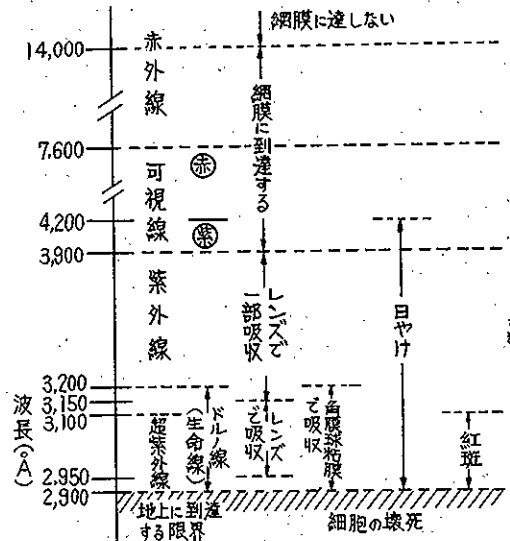 網膜に達しない
14,000
赤外線
網膜に到達する
7.600
可視線
赤
4,200
紫
3,900
紫外線
レンズで
一部吸収
日やけ
3,200
3,150
3,100
波長(°A)
超紫外線
ドルノ線
(生命線)
レンズ
で吸収
角膜球粘膜
で吸収
紅斑
2.950
2,900
地上に到達
する限界
細胞の壊死